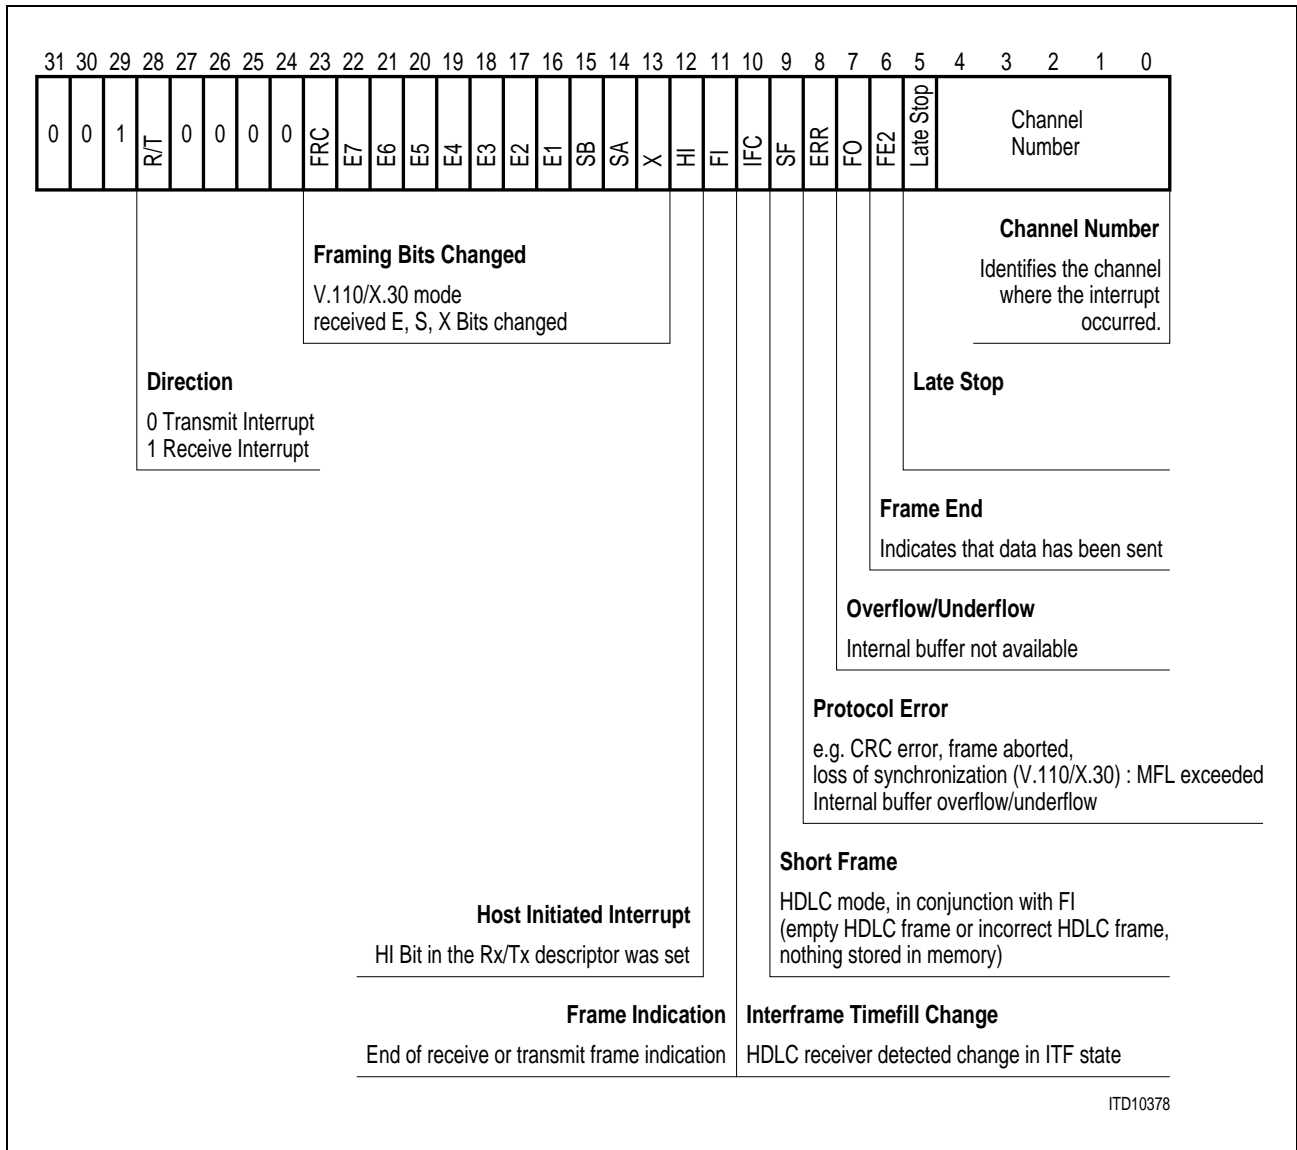 31 30 29 28 27 26 25 24 23 22 21 20 19 18 17 16 15 14 13 12 11 10 9 8 7 6 5 4 3 2 1 0
0 0 1 R/T 0 0 0 0 FRC E7 E6 E5 E4 E3 E2 E1 SB SA X HI FI IFC SF ERR FO FE2 Late Stop Channel
Number
Channel Number
Identifies the channel
where the interrupt
occurred.
Framing Bits Changed
V.110/X.30 mode
received E, S, X Bits changed
Direction
0 Transmit Interrupt
1 Receive Interrupt
Late Stop
Frame End
Indicates that data has been sent
Overflow/Underflow
Internal buffer not available
Protocol Error
e.g. CRC error, frame aborted,
loss of synchronization (V.110/X.30) : MFL exceeded
Internal buffer overflow/underflow
Short Frame
HDLC mode, in conjunction with FI
(empty HDLC frame or incorrect HDLC frame,
nothing stored in memory)
Host Initiated Interrupt
HI Bit in the Rx/Tx descriptor was set
Frame Indication
End of receive or transmit frame indication
Interframe Timefill Change
HDLC receiver detected change in ITF state
ITD10378